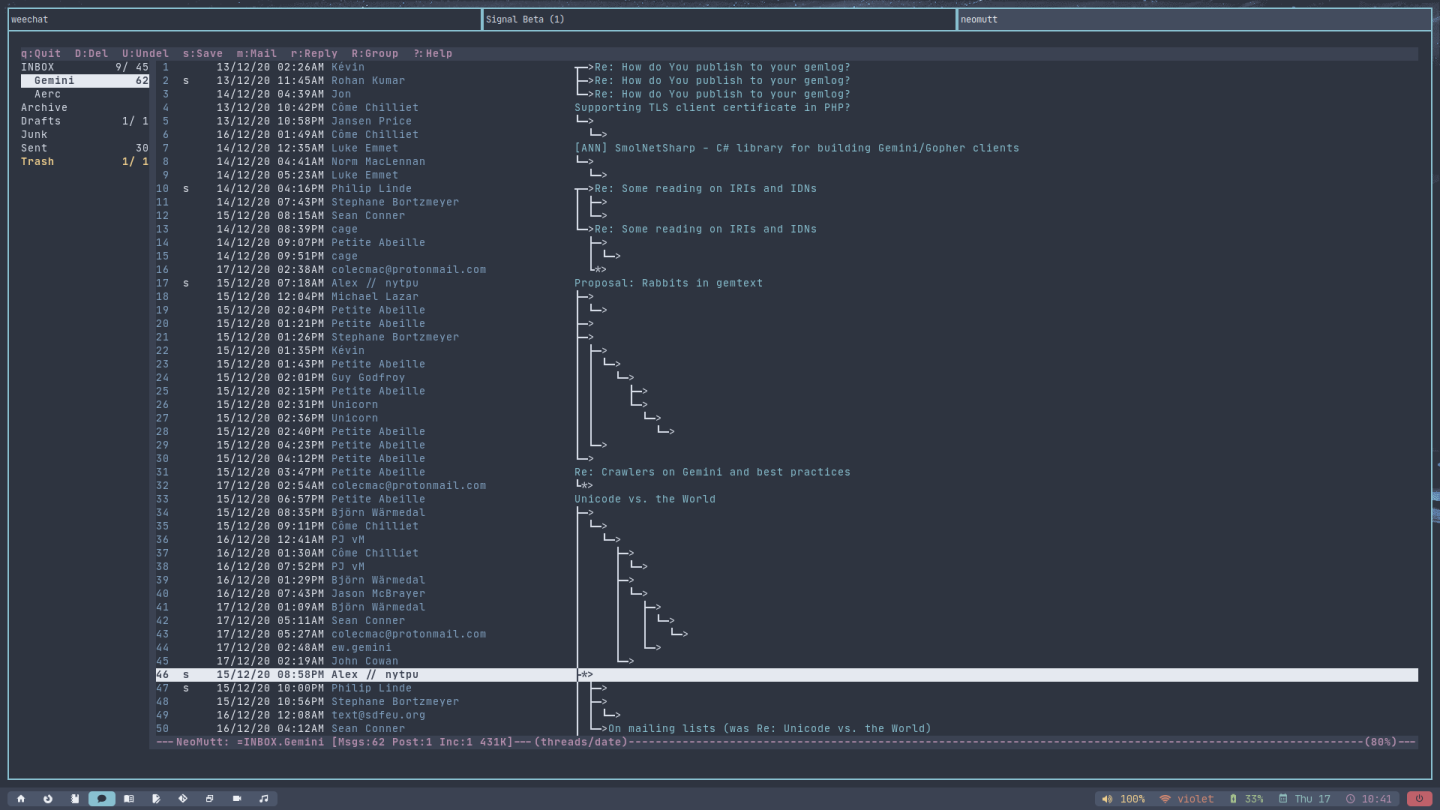 weechat Signal Beta (1) neomutt
q:Quit D:Del U:Undel s:Save m:Mail r:Reply R:Group ?:Help
INBOX 9/ 45 1 13/12/20 02:26AM Kévin ┬─>Re: How do You publish to your gemlog?
Gemini 62 2 s 13/12/20 11:45AM Rohan Kumar ├─>Re: How do You publish to your gemlog?
Aerc 3 14/12/20 04:39AM Jon └─>Re: How do You publish to your gemlog?
Archive 4 13/12/20 10:42PM Côme Chilliet Supporting TLS client certificate in PHP?
Drafts 1/ 1 5 13/12/20 10:58PM Jansen Price └─>
Junk 6 16/12/20 01:49AM Côme Chilliet └─>
Sent 30 7 14/12/20 12:35AM Luke Emmet [ANN] SmolNetSharp - C# library for building Gemini/Gopher clients
Trash 1/ 1 8 14/12/20 04:41AM Norm MacLennan └─>
9 14/12/20 05:23AM Luke Emmet └─>
10 s 14/12/20 04:16PM Philip Linde ┬─>Re: Some reading on IRIs and IDNs
11 14/12/20 07:43PM Stephane Bortzmeyer │ ├─>
12 15/12/20 08:15AM Sean Conner │ └─>
13 14/12/20 08:39PM cage └─>Re: Some reading on IRIs and IDNs
14 14/12/20 09:07PM Petite Abeille ├─>
15 14/12/20 09:51PM cage │ └─>
16 17/12/20 02:38AM colecmac@protonmail.com └*>
17 s 15/12/20 07:18AM Alex // nytpu Proposal: Rabbits in gemtext
18 15/12/20 12:04PM Michael Lazar ├─>
19 15/12/20 02:04PM Petite Abeille │ └─>
20 15/12/20 01:21PM Petite Abeille ├─>
21 15/12/20 01:26PM Stephane Bortzmeyer ├─>
22 15/12/20 01:35PM Kévin │ ├─>
23 15/12/20 01:43PM Petite Abeille │ │ └─>
24 15/12/20 02:01PM Guy Godfroy │ │ └─>
25 15/12/20 02:15PM Petite Abeille │ │ ├─>
26 15/12/20 02:31PM Unicorn │ │ └─>
27 15/12/20 02:36PM Unicorn │ │ └─>
28 15/12/20 02:40PM Petite Abeille │ │ └─>
29 15/12/20 04:23PM Petite Abeille │ └─>
30 15/12/20 04:12PM Petite Abeille └─>
31 15/12/20 03:47PM Petite Abeille Re: Crawlers on Gemini and best practices
32 17/12/20 02:54AM colecmac@protonmail.com └*>
33 15/12/20 06:57PM Petite Abeille Unicode vs. the World
34 15/12/20 08:35PM Björn Wärmedal ├─>
35 15/12/20 09:11PM Côme Chilliet │ └─>
36 16/12/20 12:41AM PJ vM │ └─>
37 16/12/20 01:30AM Côme Chilliet │ ├─>
38 16/12/20 07:52PM PJ vM │ │ └─>
39 16/12/20 01:29PM Björn Wärmedal │ ├─>
40 16/12/20 07:43PM Jason McBrayer │ │ └─>
41 17/12/20 01:09AM Björn Wärmedal │ │ ├─>
42 17/12/20 05:11AM Sean Conner │ │ │ └─>
43 17/12/20 05:27AM colecmac@protonmail.com │ │ │ └─>
44 17/12/20 02:48AM ew.gemini │ │ └─>
45 17/12/20 02:19AM John Cowan │ └─>
46 s 15/12/20 08:58PM Alex // nytpu ├*>
47 s 15/12/20 10:00PM Philip Linde │ ├─>
48 15/12/20 10:56PM Stephane Bortzmeyer │ ├─>
49 16/12/20 12:08AM text@sdfeu.org │ │ └─>
50 16/12/20 04:12AM Sean Conner │ └─>On mailing lists (was Re: Unicode vs. the World)
---NeoMutt: =INBOX.Gemini [Msgs:62 Post:1 Inc:1 431K]---(threads/date)---(80%)---
100% violet 33% Thu 17 10:41